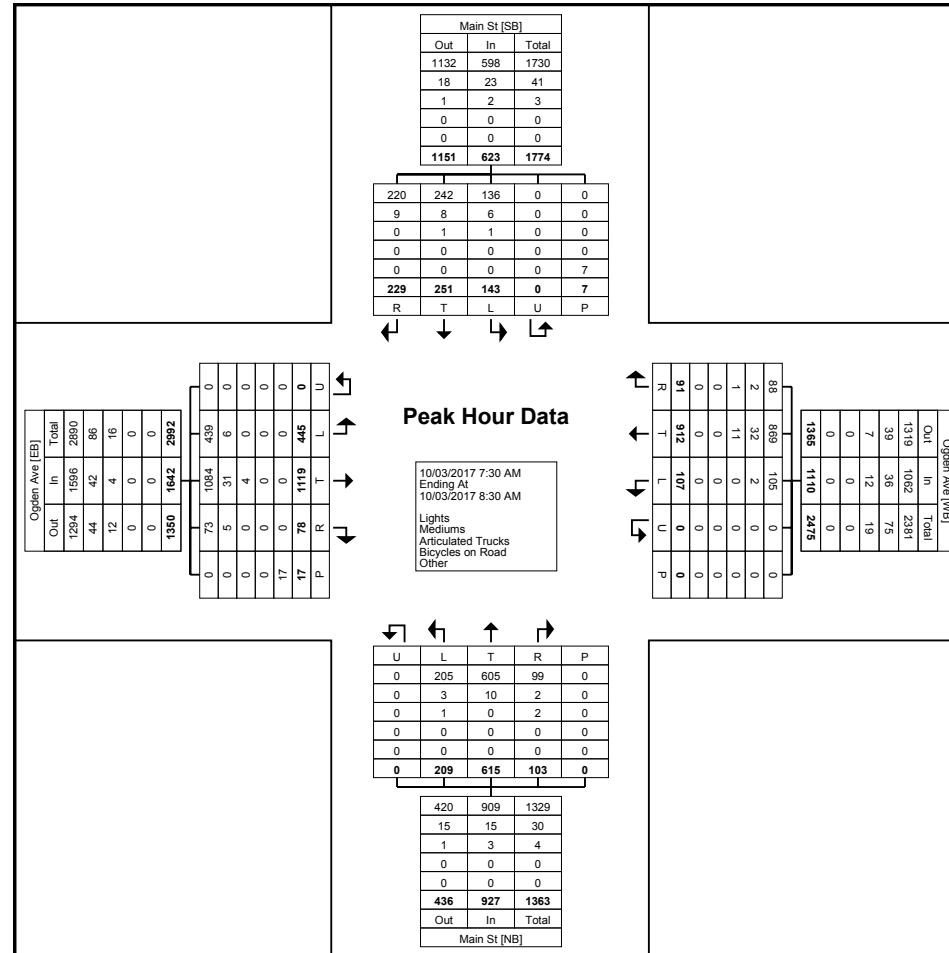 Main St [SB]
Out In Total
1132 598 1730
18 23 41
1 2 3
0 0 0
0 0 0
1151 623 1774
220 242 136 0 0
9 8 6 0 0
0 1 1 0 0
0 0 0 0 0
0 0 0 0 7
229 251 143 0 7
R T L U P
Ogden Ave [EB]
Out In Total
1294 1596 2890
44 42 86
12 4 16
0 0 0
0 0 0
1350 1642 2992
0 73 1084 439 0
0 5 31 6 0
0 0 4 0 0
0 0 0 0 0
17 0 0 0 0
17 78 1119 445 0
P R T L U
Peak Hour Data
10/03/2017 7:30 AM
Ending At
10/03/2017 8:30 AM
Lights
Mediums
Articulated Trucks
Bicycles on Road
Other
Ogden Ave [WB]
Out In Total
1319 1062 2381
39 36 75
7 12 19
0 0 0
0 0 0
1365 1110 2475
88 869 105 0 0
2 32 2 0 0
1 11 0 0 0
0 0 0 0 0
0 0 0 0 0
91 912 107 0 0
R T L U P
U L T R P
0 205 605 99 0
0 3 10 2 0
0 1 0 2 0
0 0 0 0 0
0 0 0 0 0
0 209 615 103 0
420 909 1329
15 15 30
1 3 4
0 0 0
0 0 0
436 927 1363
Out In Total
Main St [NB]